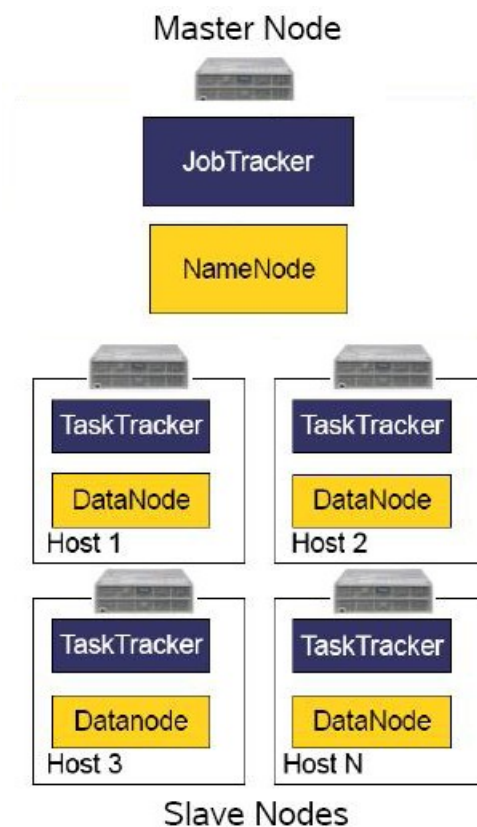 Master Node
JobTracker
NameNode
TaskTracker
DataNode
Host 1
TaskTracker
DataNode
Host 2
TaskTracker
Datanode
Host 3
TaskTracker
DataNode
Host N
Slave Nodes